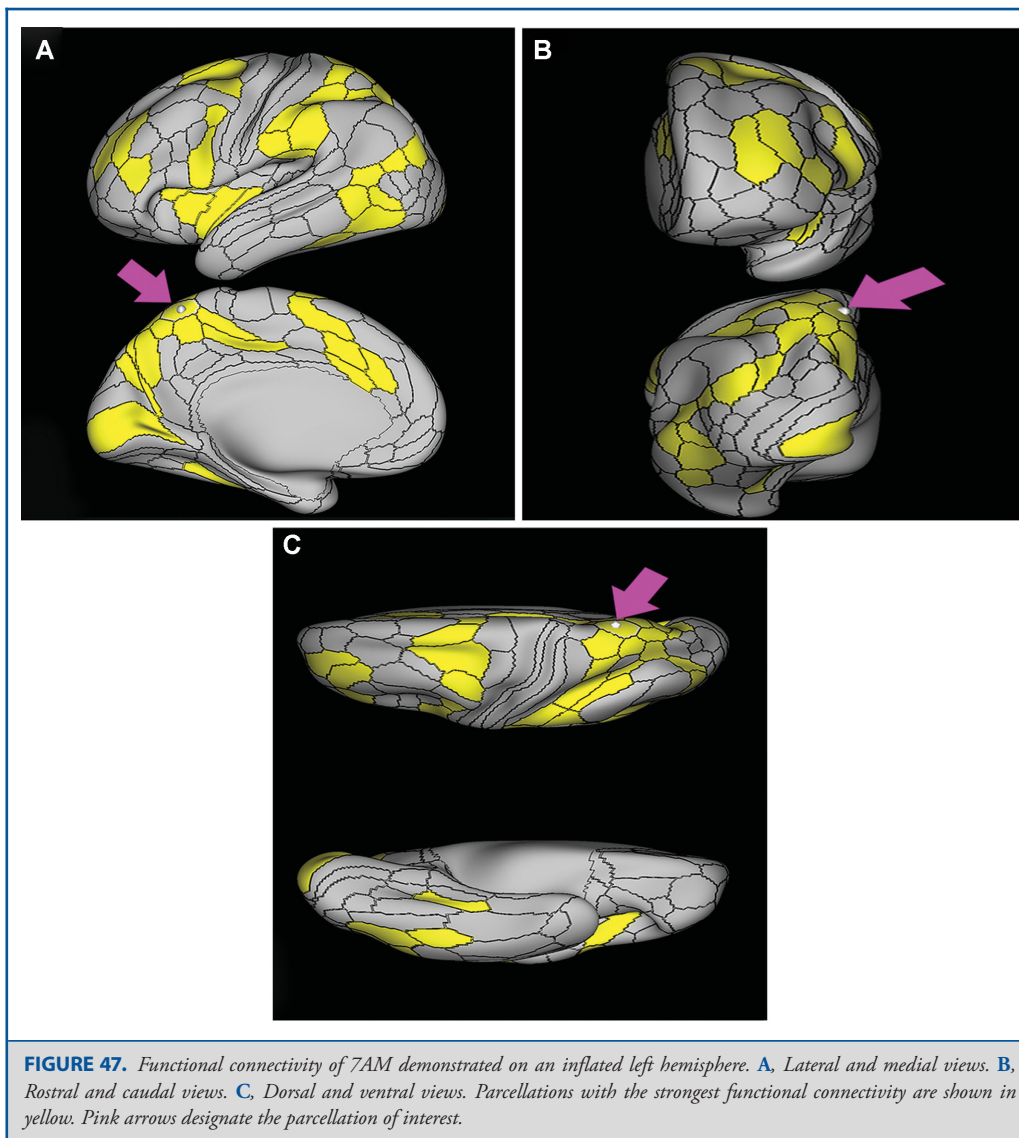 A
B
C
FIGURE 47. Functional connectivity of 7AM demonstrated on an inflated left hemisphere. A, Lateral and medial views. B,
Rostral and caudal views. C, Dorsal and ventral views. Parcellations with the strongest functional connectivity are shown in
yellow. Pink arrows designate the parcellation of interest.